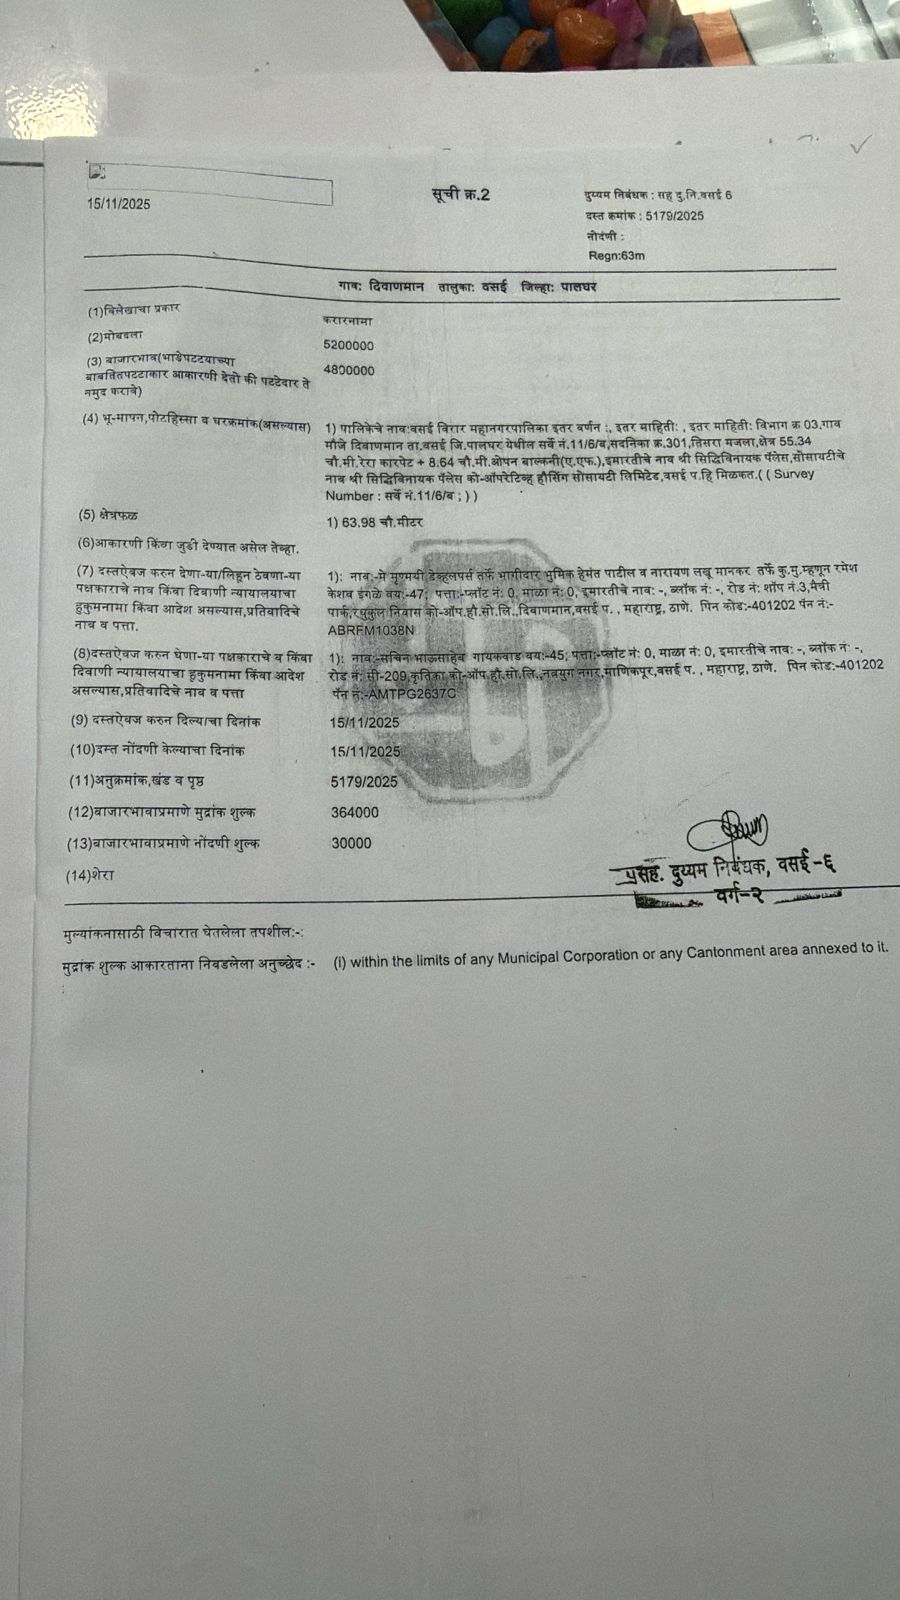 15/11/2025
सूची क्र.2
दुय्यम निबंधक : सह दु.नि.वसई 6
दस्त क्रमांक : 5179/2025
नोदंणी :
Regn:63m
गाव: दिवाणमान तालुका: वसई जिल्हा: पालघर
(1)विलेखाचा प्रकार
करारनामा
(2)मोबदला
5200000
(3) बाजारभाव(भाडेपटटयाच्या
बाबतितपटटाकार आकारणी देतो की पटटेदार ते
नमुद करावे)
4800000
(4) भू-मापन,पोटहिस्सा व घरक्रमांक(असल्यास)
1) पालिकेचे नाव:वसई विरार महानगरपालिका इतर वर्णन :, इतर माहिती: , इतर माहिती: विभाग क्र 03,गाव
मौजे दिवाणमान ता.वसई जि.पालघर येथील सर्वे नं.11/6/ब,सदनिका क्र.301,तिसरा मजला,क्षेत्र 55.34
चौ.मी.रेरा कारपेट + 8.64 चौ.मी.ओपन बाल्कनी(ए.एफ.),इमारतीचे नाव श्री सिद्धिविनायक पॅलेस,सोसायटीचे
नाव श्री सिद्धिविनायक पॅलेस को-ऑपरेटिव्ह हौसिंग सोसायटी लिमिटेड,वसई प.हि मिळकत.( ( Survey
Number : सर्वे नं.11/6/ब ; ) )
(5) क्षेत्रफळ
1) 63.98 चौ.मीटर
(6)आकारणी किंवा जुडी देण्यात असेल तेव्हा.
(7) दस्तऐवज करुन देणा-या/लिहून ठेवणा-या
पक्षकाराचे नाव किंवा दिवाणी न्यायालयाचा
हुकुमनामा किंवा आदेश असल्यास,प्रतिवादिचे
नाव व पत्ता.
1): नाव:-मे मृण्मयी डेव्हलपर्स तर्फे भागीदार भुमिक हेमंत पाटील व नारायण लखू मानकर तर्फे कु.मु.म्हणून रमेश
केशव इंगळे वय:-47; पत्ता:-प्लॉट नं: 0, माळा नं: 0, इमारतीचे नाव: -, ब्लॉक नं: -, रोड नं: शॉप नं.3,मैत्री
पार्क,रघुकुल निवास को-ऑप.हौ.सो.लि.,दिवाणमान,वसई प. , महाराष्ट्र, ठाणे. पिन कोड:-401202 पॅन नं:-
ABRFM1038N
(8)दस्तऐवज करुन घेणा-या पक्षकाराचे व किंवा
दिवाणी न्यायालयाचा हुकुमनामा किंवा आदेश
असल्यास,प्रतिवादिचे नाव व पत्ता
1): नाव:-सचिन भाऊसाहेब गायकवाड वय:-45; पत्ता:-प्लॉट नं: 0, माळा नं: 0, इमारतीचे नाव: -, ब्लॉक नं: -,
रोड नं: सी-209,कृतिका को-ऑप.हौ.सो.लि.,नवयुग नगर,माणिकपूर,वसई प. , महाराष्ट्र, ठाणे. पिन कोड:-401202
पॅन नं:-AMTPG2637C
(9) दस्तऐवज करुन दिल्याचा दिनांक
15/11/2025
(10)दस्त नोंदणी केल्याचा दिनांक
15/11/2025
(11)अनुक्रमांक,खंड व पृष्ठ
5179/2025
(12)बाजारभावाप्रमाणे मुद्रांक शुल्क
364000
(13)बाजारभावाप्रमाणे नोंदणी शुल्क
30000
(14)शेरा
प्रसह. दुय्यम निबंधक, वसई -६
वर्ग-२
मुल्यांकनासाठी विचारात घेतलेला तपशील:-:
मुद्रांक शुल्क आकारताना निवडलेला अनुच्छेद :-
:
(i) within the limits of any Municipal Corporation or any Cantonment area annexed to it.